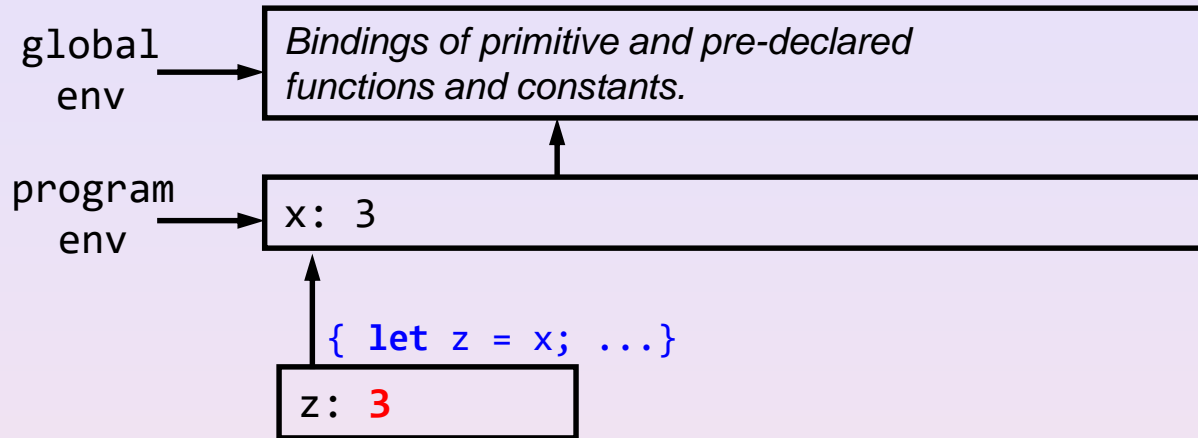 global
env
Bindings of primitive and pre-declared
functions and constants.
program
env
x: 3
{ let z = x; ...}
z: 3